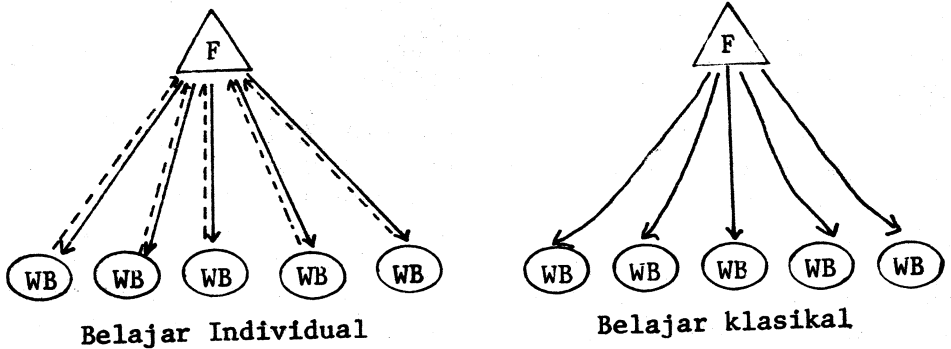 F
WB WB WB WB WB
Belajar Individual
F
WB WB WB WB WB
Belajar klasikal